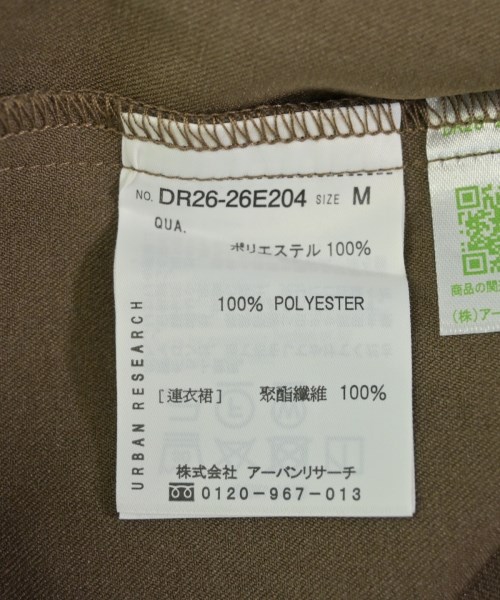 NO. DR26-26E204 SIZE M
QUA.
ポリエステル 100%
100% POLYESTER
[連衣裙] 聚酯纖維 100%
URBAN RESEARCH
株式会社 アーバンリサーチ
0120-967-013
商品の関
(株)アー